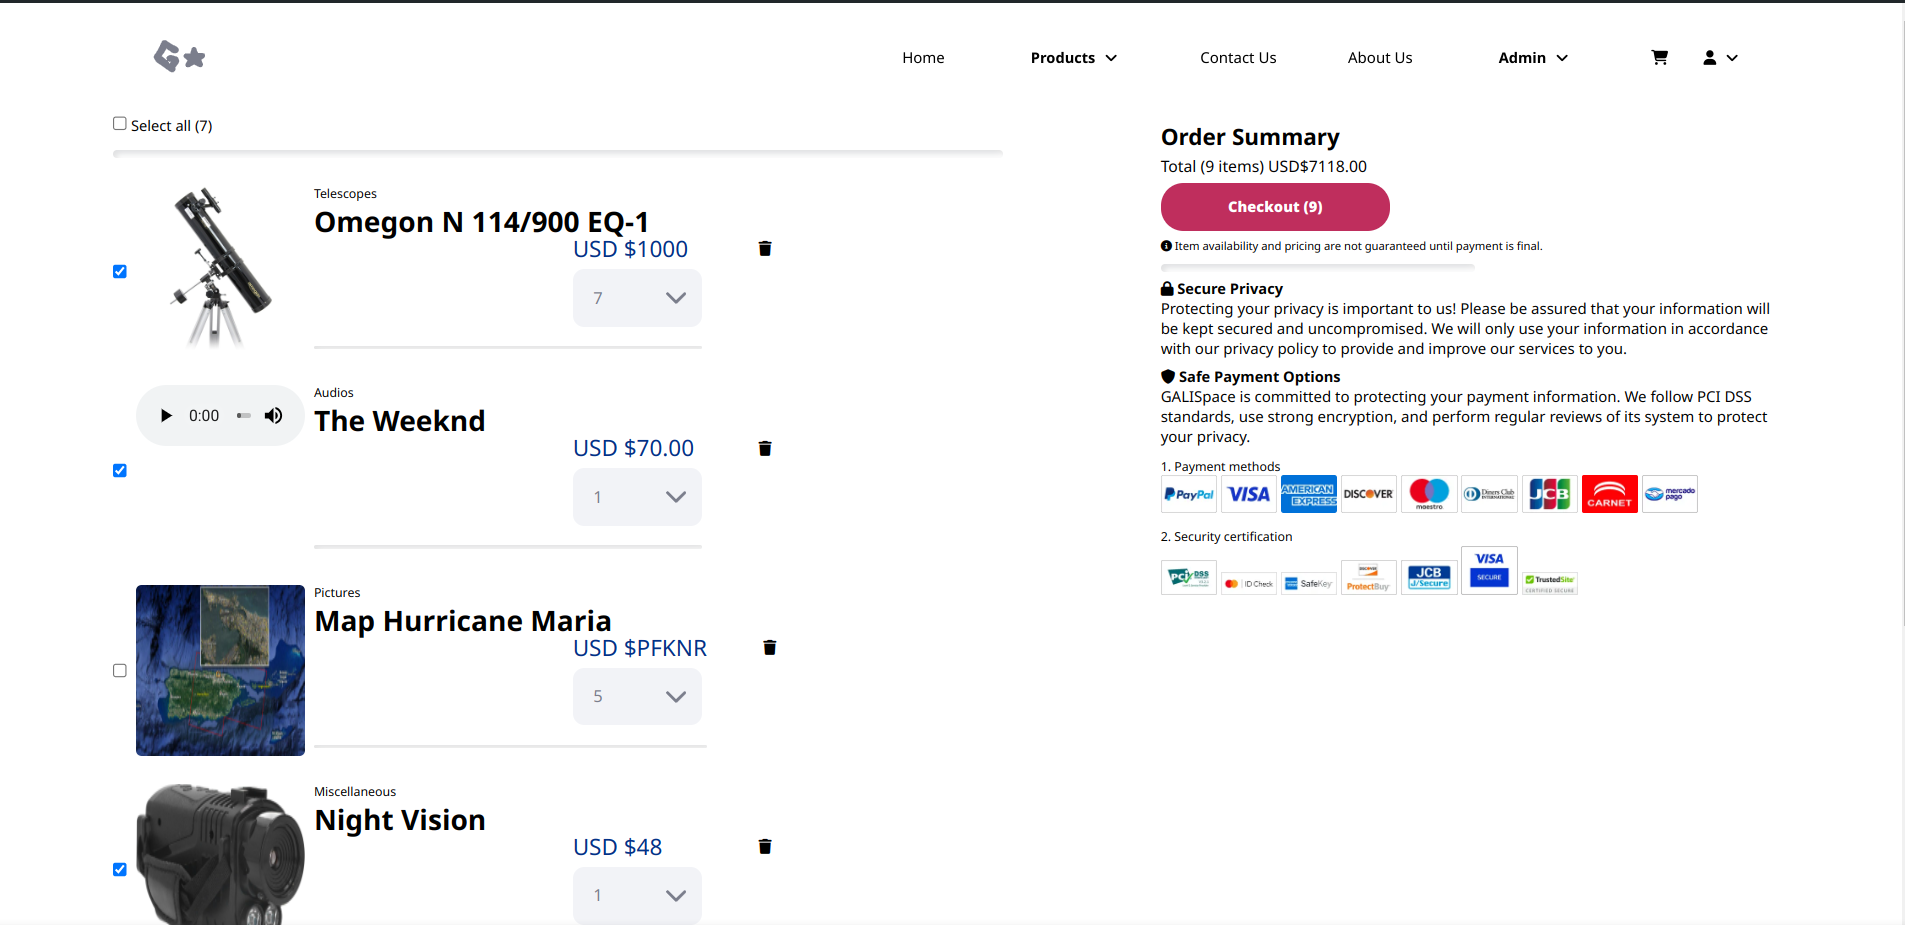 Home Products Contact Us About Us Admin
Select all (7)
Telescopes
Omegon N 114/900 EQ-1
USD $1000
7
Audios
0:00
The Weeknd
USD $70.00
1
Pictures
Map Hurricane Maria
USD $PFKNR
5
Miscellaneous
Night Vision
USD $48
1
Order Summary
Total (9 items) USD$7118.00
Checkout (9)
Item availability and pricing are not guaranteed until payment is final.
Secure Privacy
Protecting your privacy is important to us! Please be assured that your information will
be kept secured and uncompromised. We will only use your information in accordance
with our privacy policy to provide and improve our services to you.
Safe Payment Options
GALISpace is committed to protecting your payment information. We follow PCI DSS
standards, use strong encryption, and perform regular reviews of its system to protect
your privacy.
1. Payment methods
PayPal VISA AMERICAN EXPRESS DISCOVER maestro Diners Club INTERNATIONAL JCB CARNET mercado pago
2. Security certification
PCI DSS ID Check SafeKey DISCOVER ProtectBuy JCB J/Secure VISA SECURE TrustedSite CERTIFIED SECURE